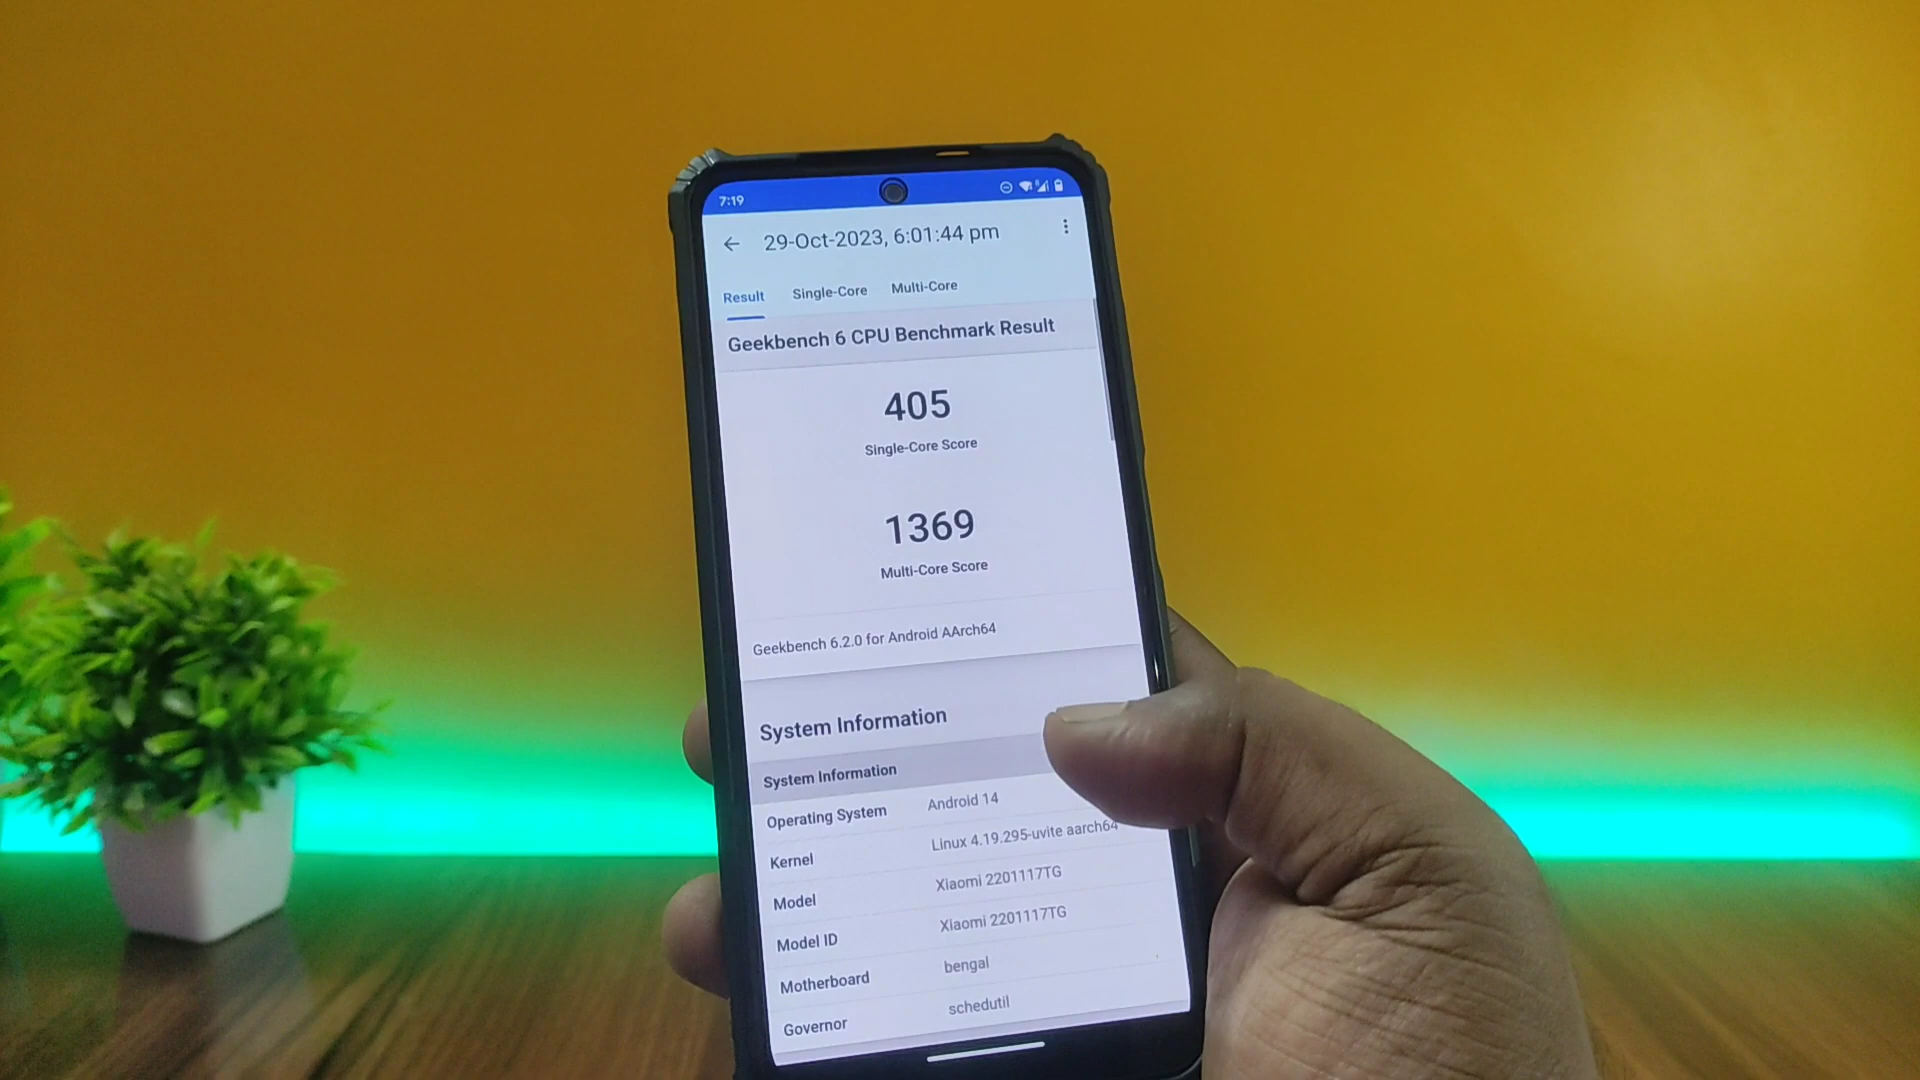 7:19
29-Oct-2023, 6:01:44 pm
Result Single-Core Multi-Core
Geekbench 6 CPU Benchmark Result
405
Single-Core Score
1369
Multi-Core Score
Geekbench 6.2.0 for Android AArch64
System Information
System Information
Operating System Android 14
Kernel Linux 4.19.295-uvite aarch64
Model Xiaomi 2201117TG
Model ID Xiaomi 2201117TG
Motherboard bengal
Governor schedutil